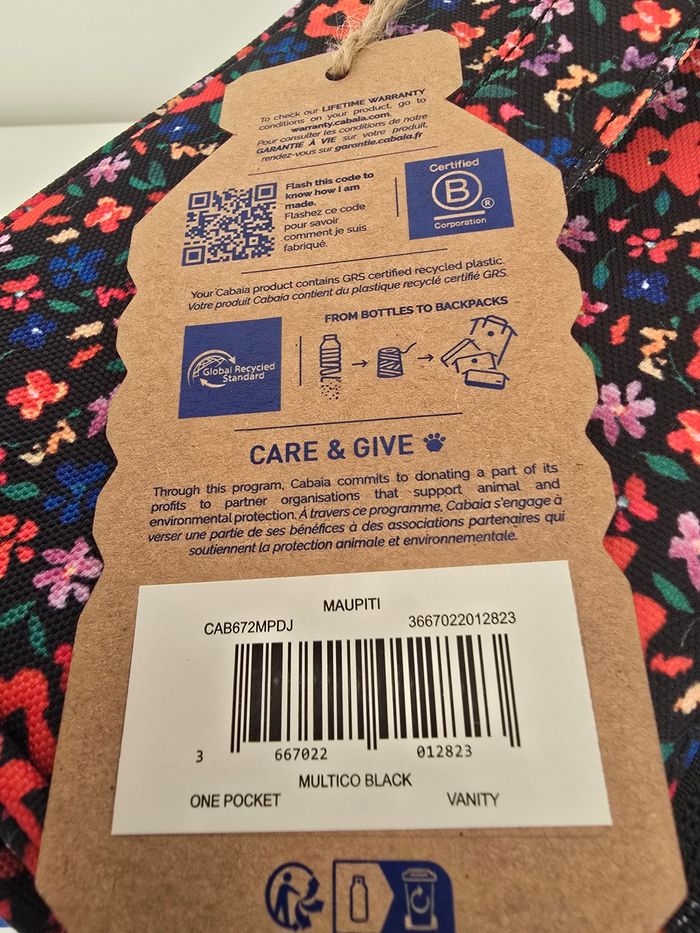 To check our LIFETIME WARRANTY
conditions on your product, go to
warranty.cabaia.com.
Pour consulter les conditions de notre
GARANTIE À VIE sur votre produit,
rendez-vous sur garantie.cabaia.fr
Flash this code to
know how I am
made.
Flashez ce code
pour savoir
comment je suis
fabriqué.
Certified
B
®
Corporation
Your Cabaia product contains GRS certified recycled plastic.
Votre produit Cabaia contient du plastique recyclé certifié GRS.
Global Recycled
Standard
FROM BOTTLES TO BACKPACKS
CARE & GIVE
Through this program, Cabaia commits to donating a part of its
profits to partner organisations that support animal and
environmental protection. À travers ce programme, Cabaia s'engage à
verser une partie de ses bénéfices à des associations partenaires qui
soutiennent la protection animale et environnementale.
MAUPITI
CAB672MPDJ 3667022012823
3 667022 012823
MULTICO BLACK
ONE POCKET VANITY